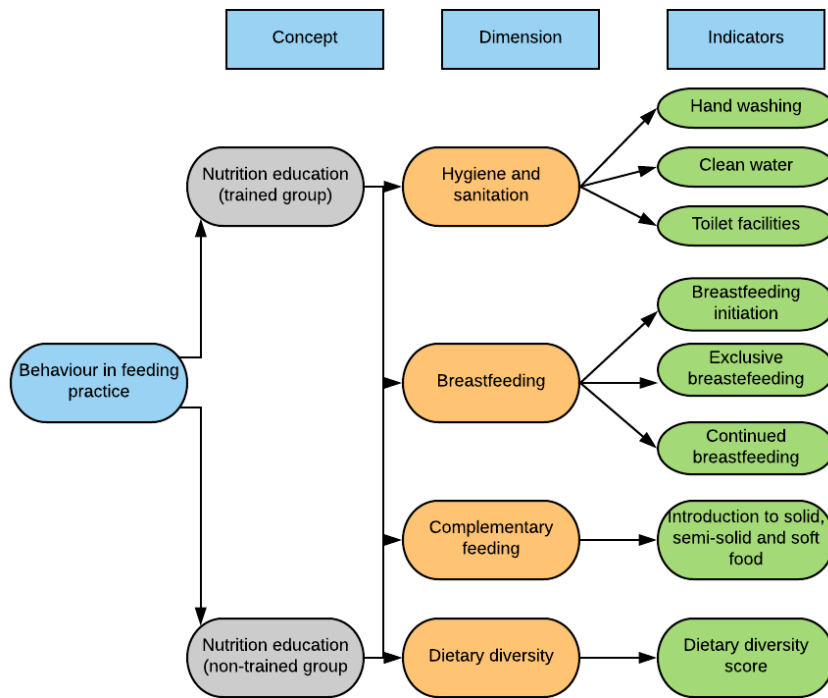 Concept
Dimension
Indicators
Hand washing
Nutrition education
(trained group)
Hygiene and
sanitation
Clean water
Toilet facilities
Breastfeeding
initiation
Behaviour in feeding
practice
Breastfeeding
Exclusive
breastefeeding
Continued
breastfeeding
Complementary
feeding
Introduction to solid,
semi-solid and soft
food
Nutrition education
(non-trained group
Dietary diversity
Dietary diversity
score